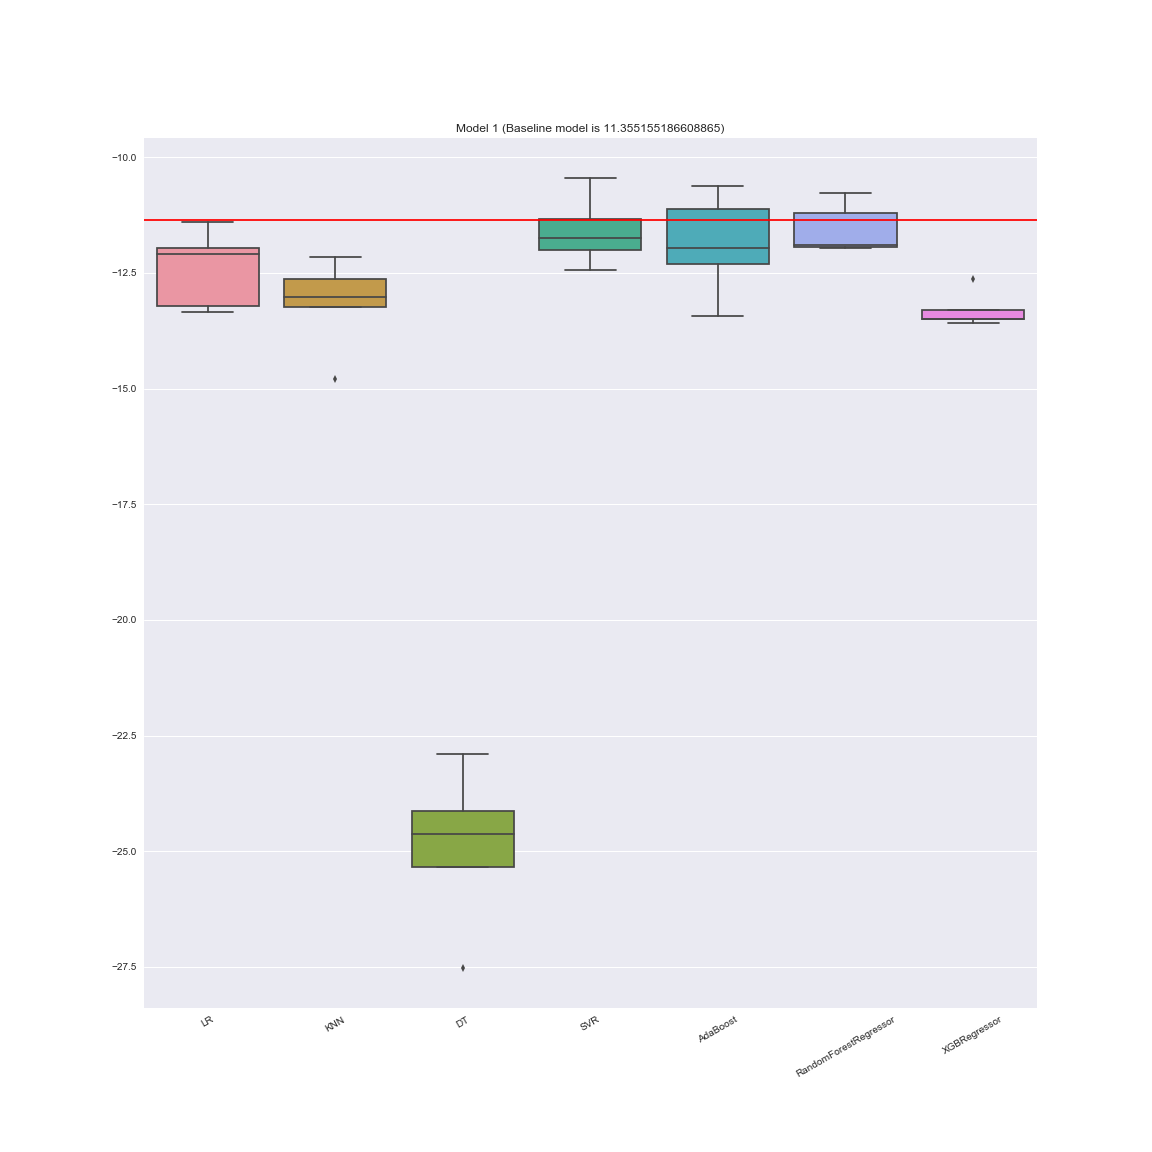 Model 1 (Baseline model is 11.355155186608865)
−10.0
−12.5
−15.0
−17.5
−20.0
−22.5
−25.0
−27.5
LR
KNN
DT
SVR
AdaBoost
RandomForestRegressor
XGBRegressor